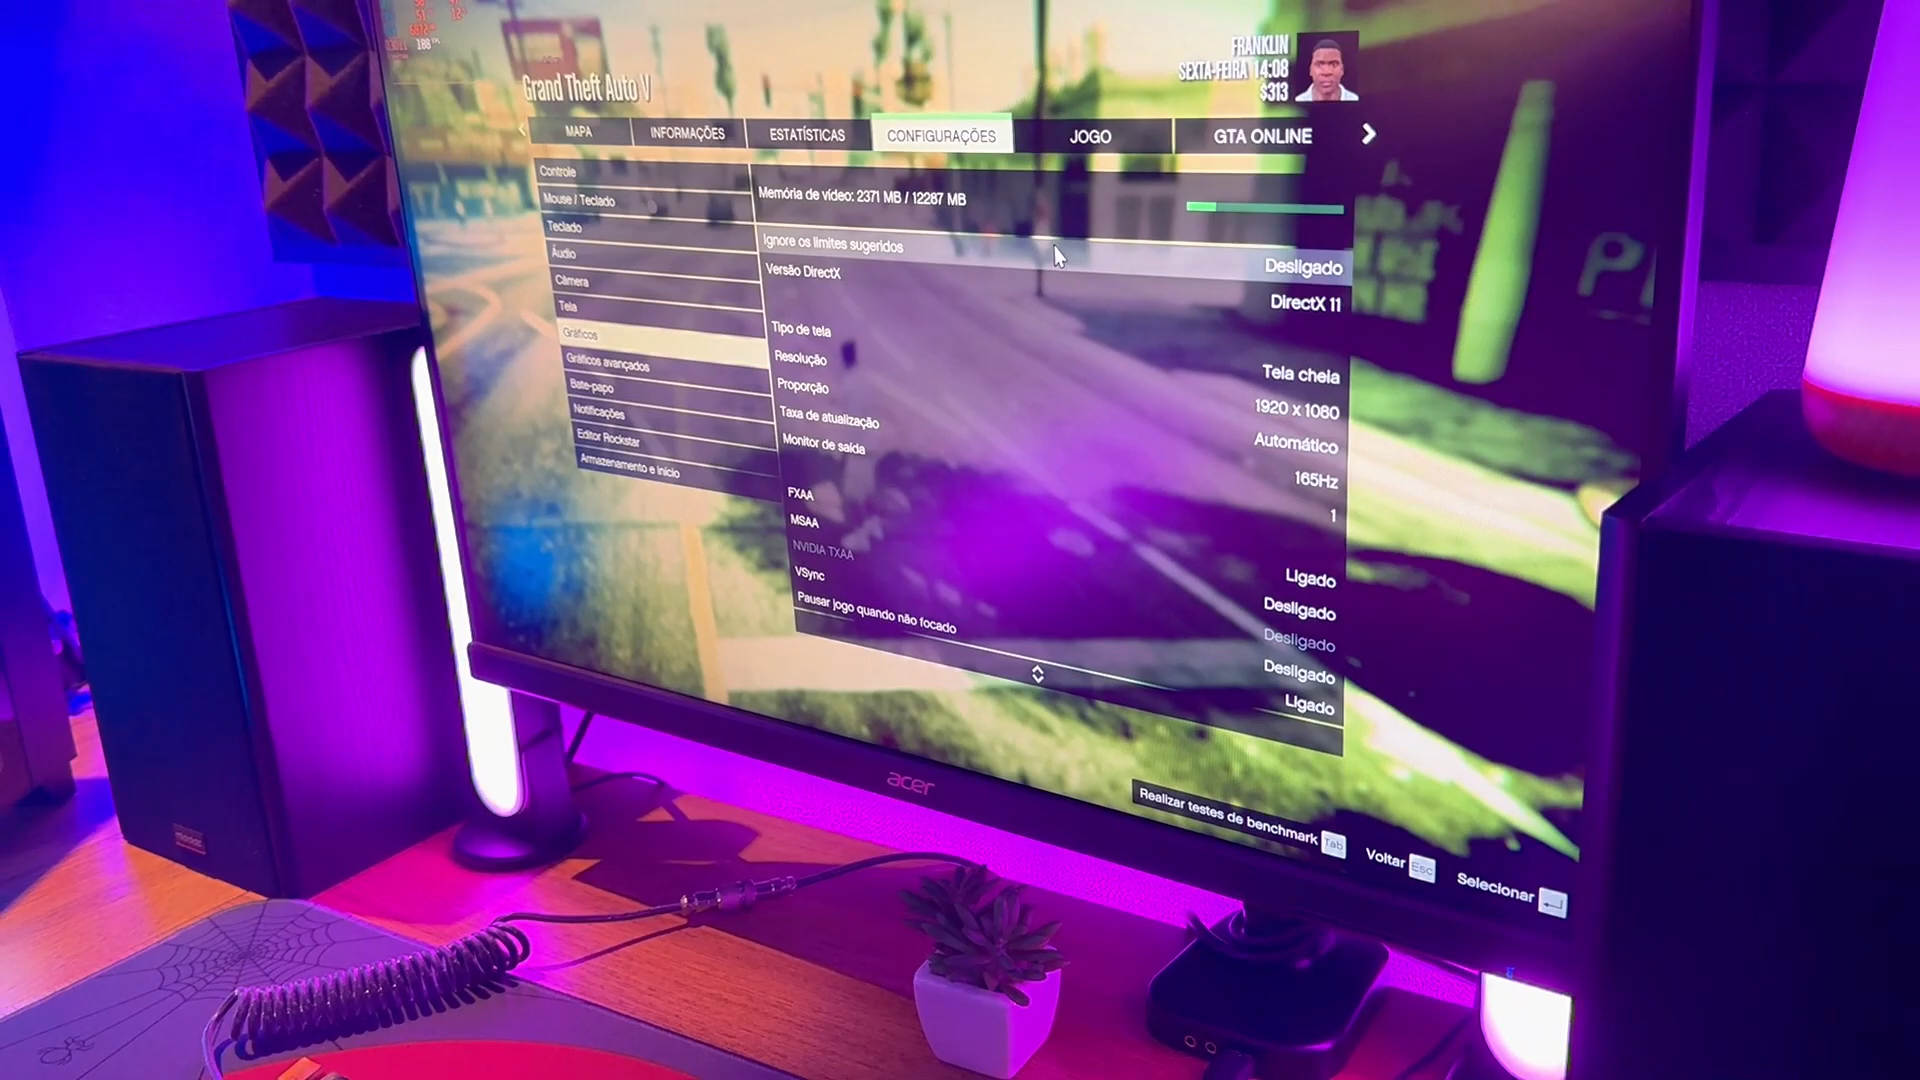 188
Grand Theft Auto V
FRANKLIN
SEXTA-FEIRA 14:08
$313
MAPA
INFORMAÇÕES
ESTATÍSTICAS
CONFIGURAÇÕES
JOGO
GTA ONLINE
Controle
Mouse / Teclado
Teclado
Áudio
Câmera
Tela
Gráficos
Gráficos avançados
Bate-papo
Notificações
Editor Rockstar
Armazenamento e início
Memória de vídeo: 2371 MB / 12287 MB
Ignore os limites sugeridos Desligado
Versão DirectX DirectX 11
Tipo de tela Tela cheia
Resolução 1920 x 1080
Proporção Automático
Taxa de atualização 165Hz
Monitor de saída 1
FXAA Ligado
MSAA Desligado
NVIDIA TXAA Desligado
VSync Desligado
Pausar jogo quando não focado Ligado
acer
Realizar testes de benchmark Tab
Voltar Esc
Selecionar